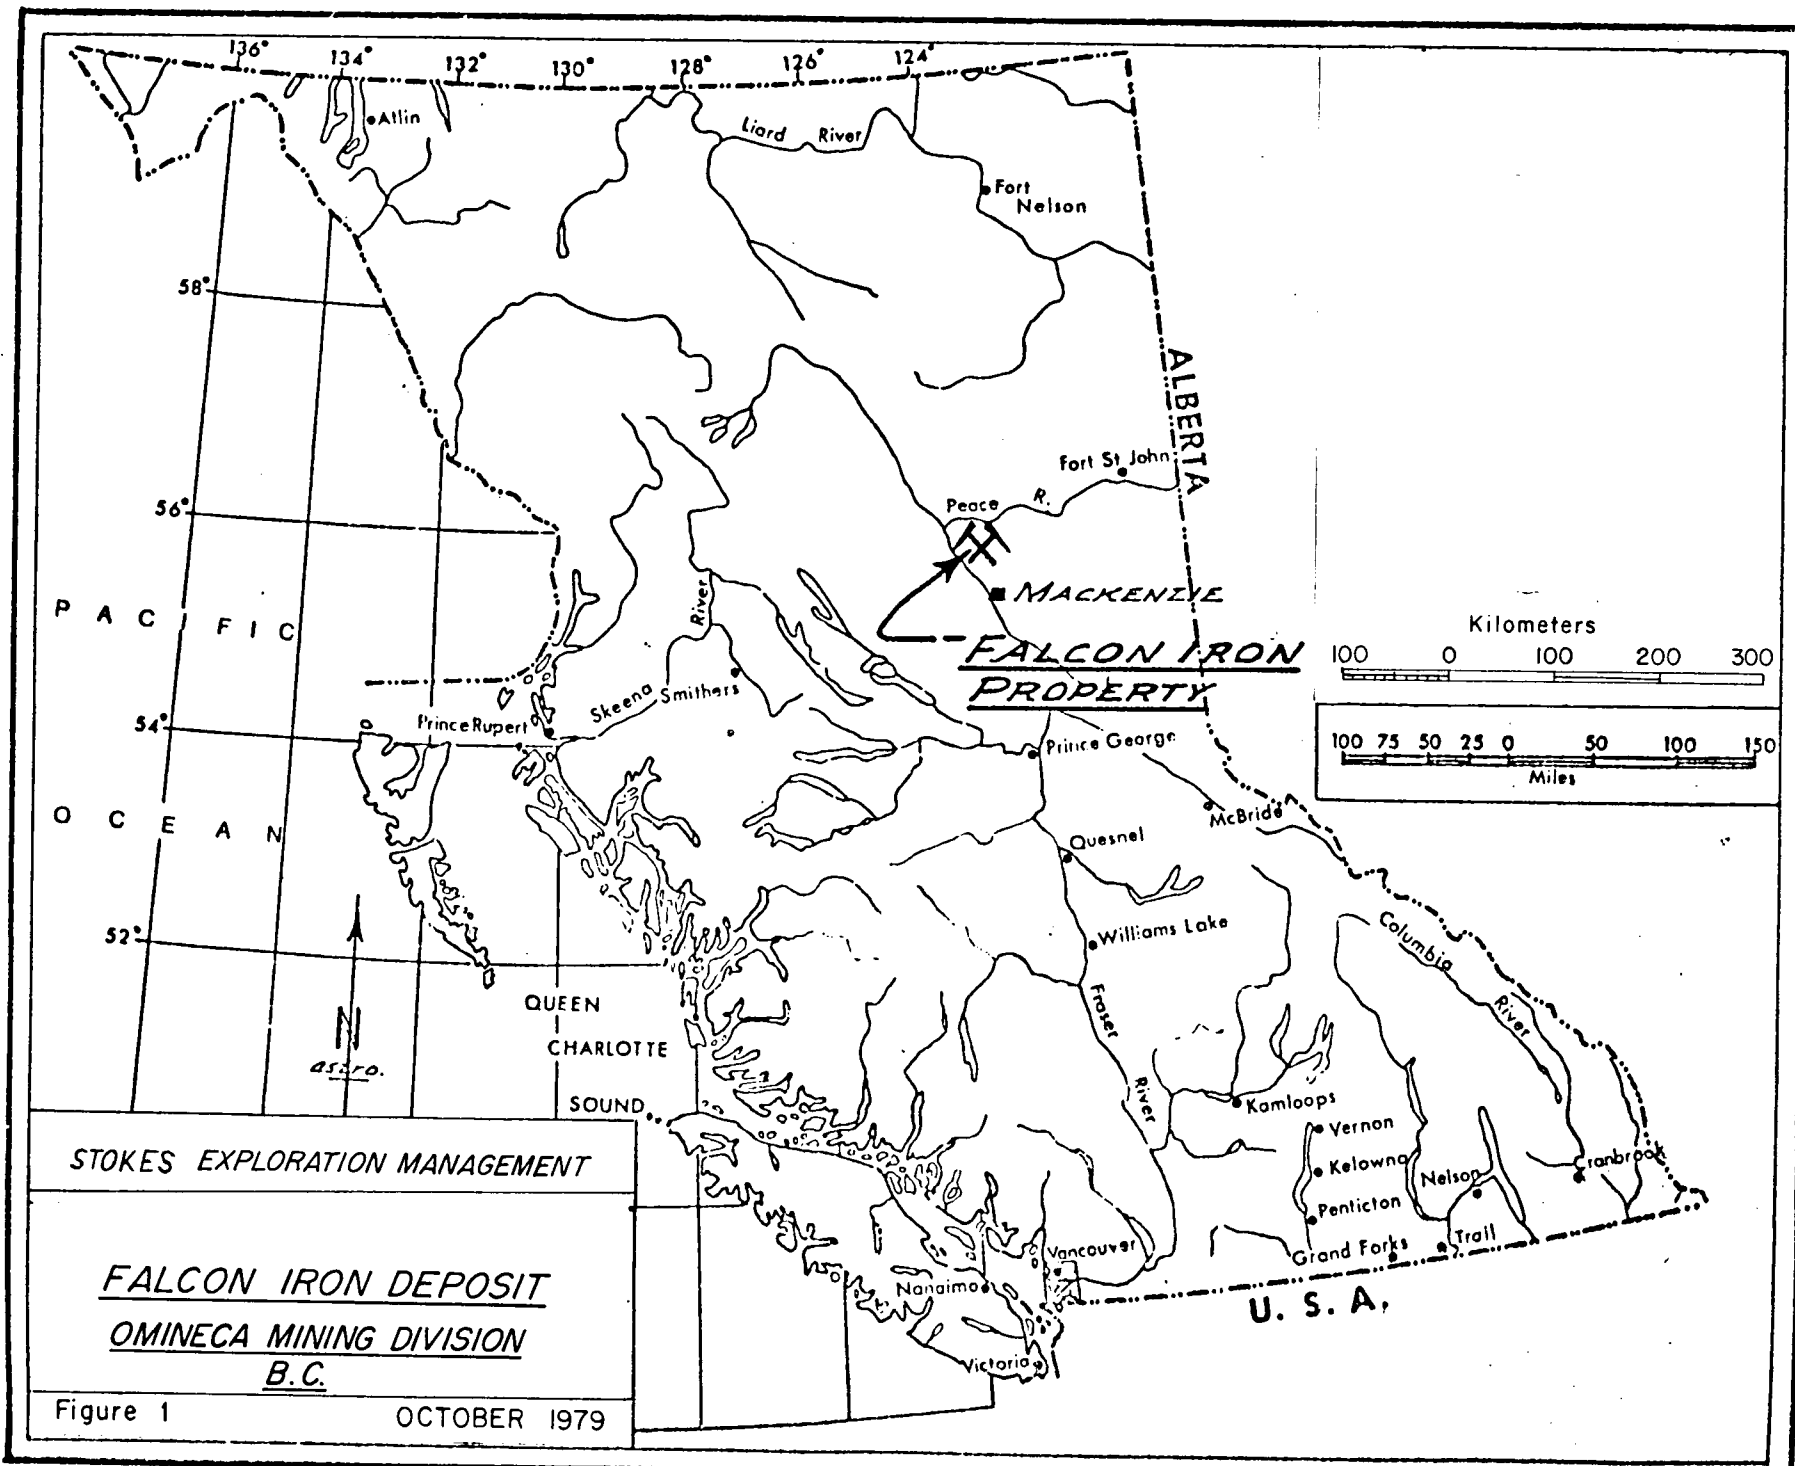 136° 134° 132° 130° 128° 126° 124°
Atlin
Liard River
Fort
Nelson
58°
ALBERTA
Fort St John
56°
Peace R.
MACKENZIE
PACIFIC
River
Kilometers
FALCON IRON
PROPERTY
100 0 100 200 300
Skeena
Smithers
54°
Prince Rupert
Prince George
100 75 50 25 0 50 100 150
Miles
McBride
OCEAN
Quesnel
52°
Williams Lake
Columbia
River
QUEEN
CHARLOTTE
SOUND
Fraser
River
N
astro.
Kamloops
Vernon
Kelowna
Nelson
Cranbrook
Penticton
Grand Forks
Trail
Vancouver
Nanaimo
U. S. A.
Victoria
STOKES EXPLORATION MANAGEMENT
FALCON IRON DEPOSIT
OMINECA MINING DIVISION
B.C.
Figure 1 OCTOBER 1979